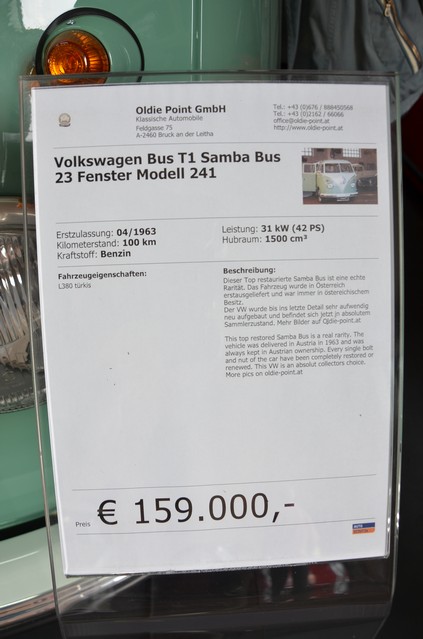 Oldie Point GmbH
Klassische Automobile
Feldgasse 75
A-2460 Bruck an der Leitha
Tel.: +43 (0)676 / 888450568
Tel.: +43 (0)2162 / 66066
office@oldie-point.at
http://www.oldie-point.at
Volkswagen Bus T1 Samba Bus
23 Fenster Modell 241
Erstzulassung: 04/1963
Kilometerstand: 100 km
Kraftstoff: Benzin
Leistung: 31 kW (42 PS)
Hubraum: 1500 cm³
Fahrzeugeigenschaften:
L380 türkis
Beschreibung:
Dieser Top restaurierte Samba Bus ist eine echte
Rarität. Das Fahrzeug wurde in Österreich
erstausgeliefert und war immer in österreichischem
Besitz.
Der VW wurde bis ins letzte Detail sehr aufwendig
neu aufgebaut und befindet sich jetzt jn absolutem
Sammlerzustand. Mehr Bilder auf Oldie-point.at
This top restored Samba Bus is a real rarity. The
vehicle was delivered in Austria in 1963 and was
always kept in Austrian ownership. Every single bolt
and nut of the car have been completely restored or
renewed. This VW is an absolut collectors choice.
More pics on oldie-point.at
Preis € 159.000,-